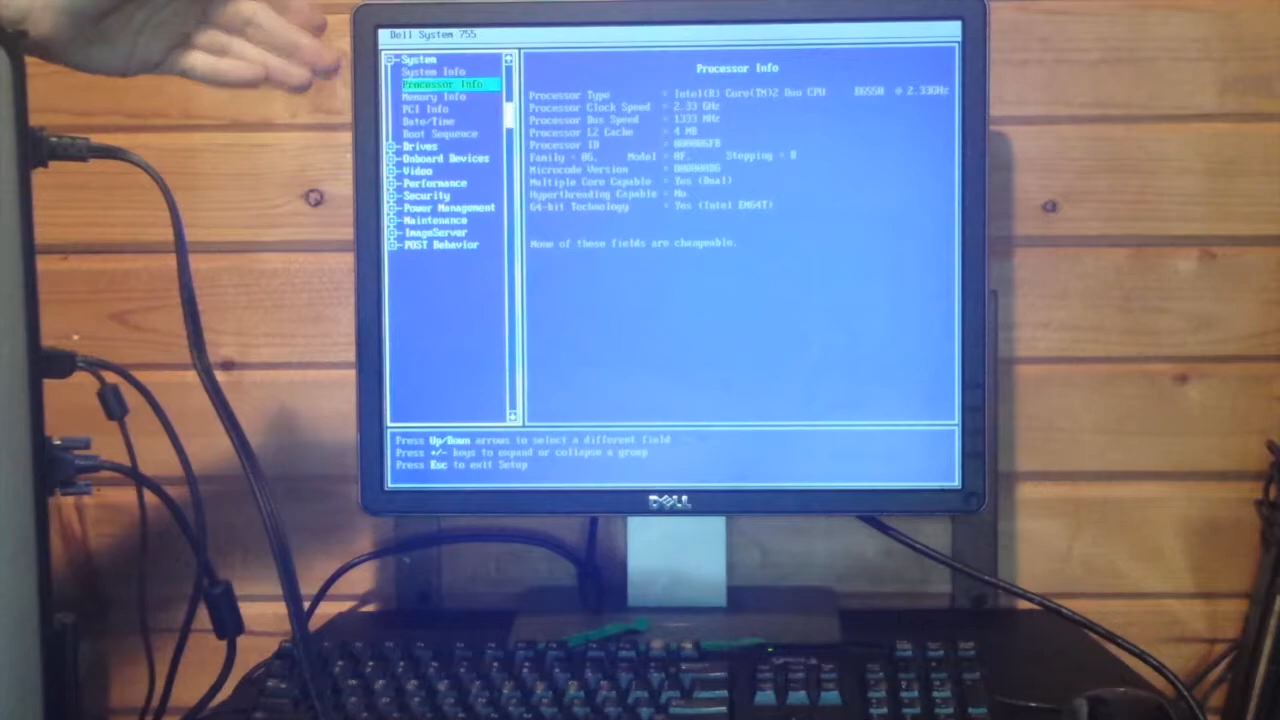 Dell System 755
System
System Info
Processor Info
Memory Info
PCI Info
Date/Time
Boot Sequence
Drives
Onboard Devices
Video
Performance
Security
Power Management
Maintenance
ImageServer
POST Behavior
Processor Info
Processor Type = Intel(R) Core(TM)2 Duo CPU E6550 @ 2.33GHz
Processor Clock Speed = 2.33 GHz
Processor Bus Speed = 1333 MHz
Processor L2 Cache = 4 MB
Processor ID = 000006FB
Family = 06, Model = 0F, Stepping = B
Microcode Version =
Multiple Core Capable = Yes (Dual)
Hyperthreading Capable = No
64-bit Technology = Yes (Intel EM64T)
None of these fields are changeable.
Press Up/Down arrows to select a different field
Press +/- keys to expand or collapse a group
Press Esc to exit Setup
DELL